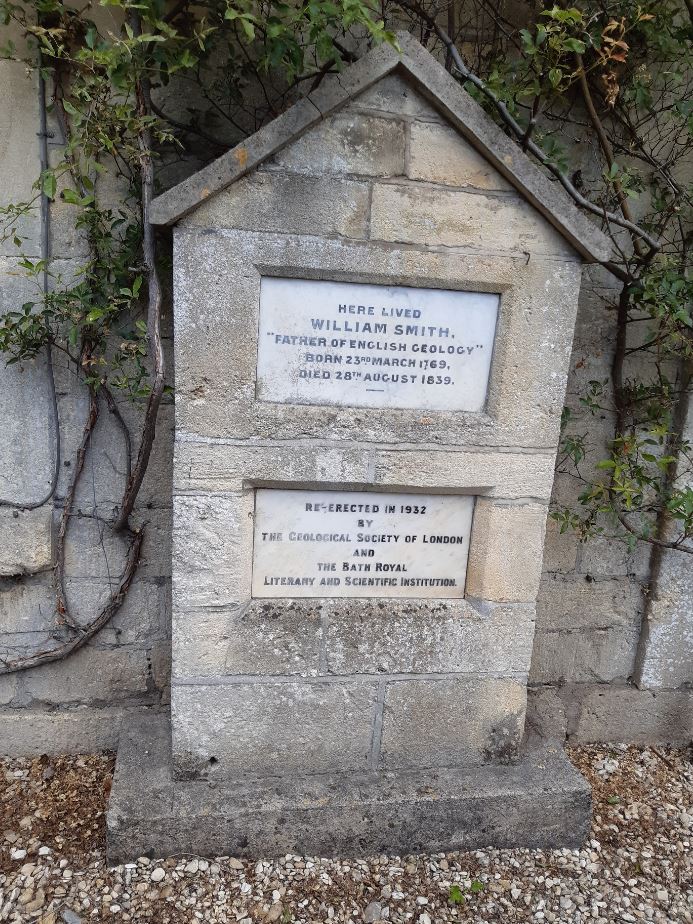 HERE LIVED
WILLIAM SMITH,
"FATHER OF ENGLISH GEOLOGY"
BORN 23RD MARCH 1769,
DIED 28TH AUGUST 1839.
RE-ERECTED IN 1932
BY
THE GEOLOGICAL SOCIETY OF LONDON
AND
THE BATH ROYAL
LITERARY AND SCIENTIFIC INSTITUTION.